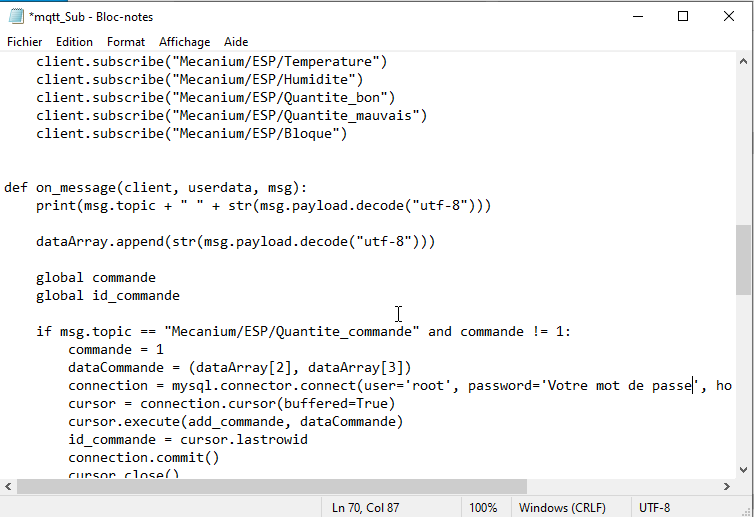 *mqtt_Sub - Bloc-notes
Fichier Edition Format Affichage Aide
client.subscribe("Mecanium/ESP/Temperature")
client.subscribe("Mecanium/ESP/Humidite")
client.subscribe("Mecanium/ESP/Quantite_bon")
client.subscribe("Mecanium/ESP/Quantite_mauvais")
client.subscribe("Mecanium/ESP/Bloque")
def on_message(client, userdata, msg):
print(msg.topic + " " + str(msg.payload.decode("utf-8")))
dataArray.append(str(msg.payload.decode("utf-8")))
global commande
global id_commande
if msg.topic == "Mecanium/ESP/Quantite_commande" and commande != 1:
commande = 1
dataCommande = (dataArray[2], dataArray[3])
connection = mysql.connector.connect(user='root', password='Votre mot de passe', ho
cursor = connection.cursor(buffered=True)
cursor.execute(add_commande, dataCommande)
id_commande = cursor.lastrowid
connection.commit()
cursor.close()
Ln 70, Col 87 100% Windows (CRLF) UTF-8